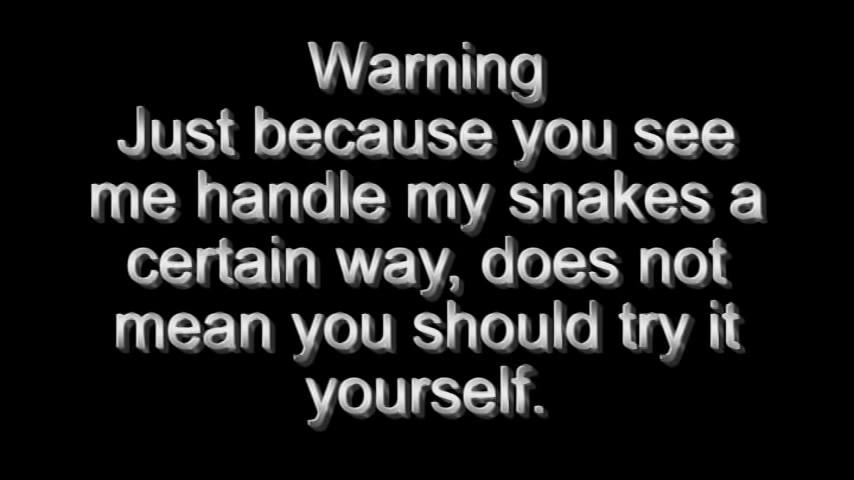 Warning
Just because you see
me handle my snakes a
certain way, does not
mean you should try it
yourself.